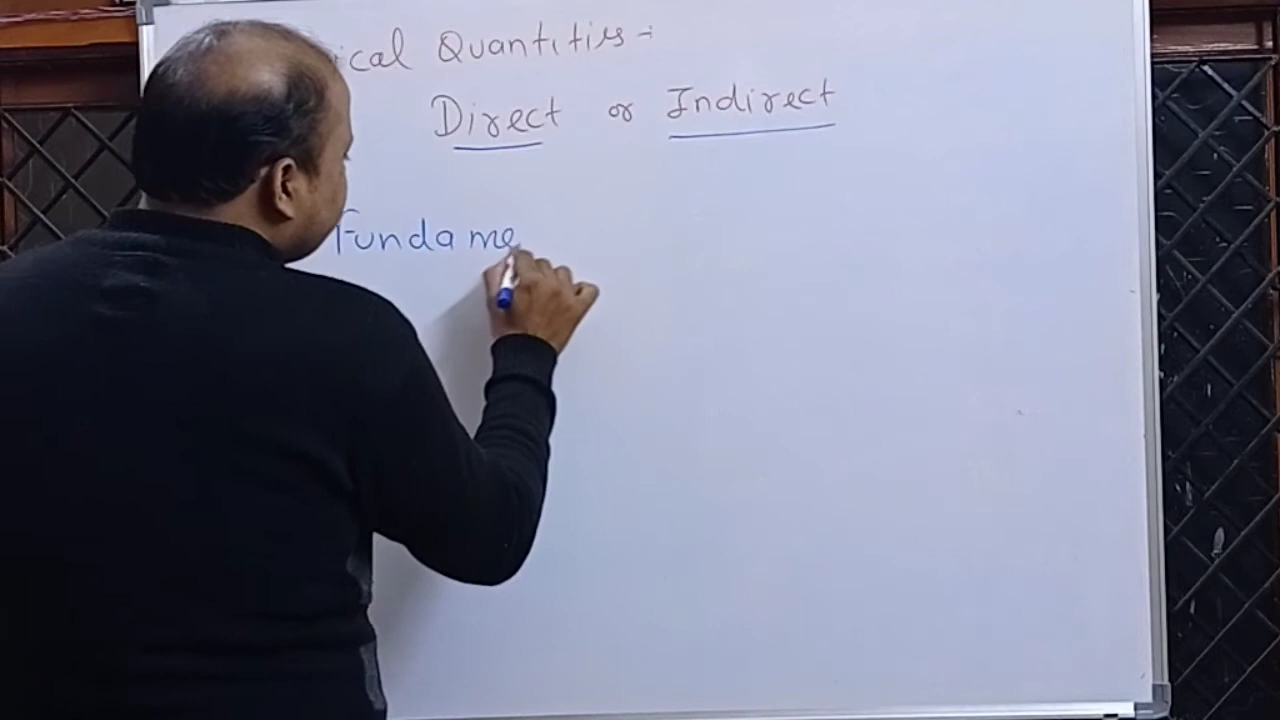 ical Quantities :-
Direct or Indirect
Fundame